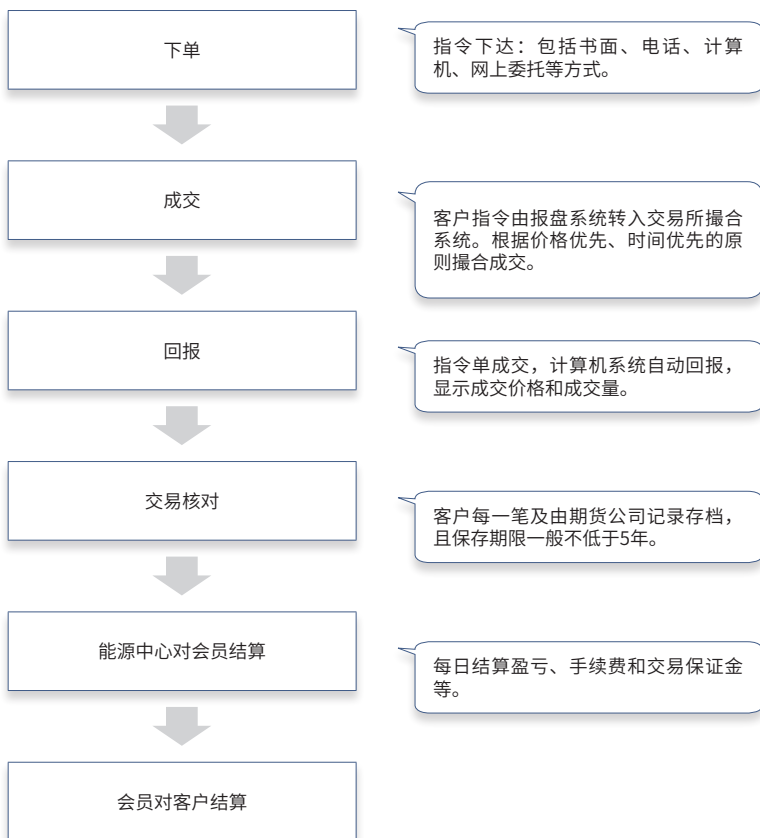 下单
指令下达：包括书面、电话、计算
机、网上委托等方式。
成交
客户指令由报盘系统转入交易所撮合
系统。根据价格优先、时间优先的原
则撮合成交。
回报
指令单成交，计算机系统自动回报，
显示成交价格和成交量。
交易核对
客户每一笔及由期货公司记录存档，
且保存期限一般不低于5年。
能源中心对会员结算
每日结算盈亏、手续费和交易保证金
等。
会员对客户结算